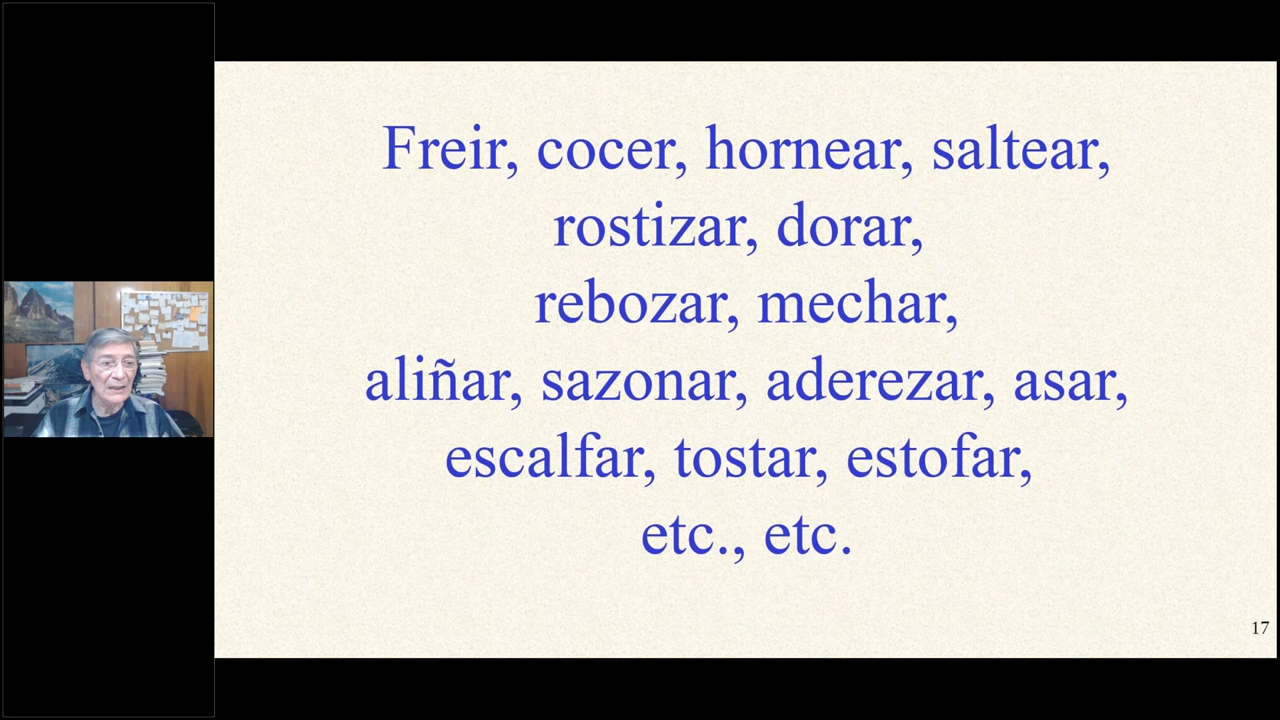 Freir, cocer, hornear, saltear,
rostizar, dorar,
rebozar, mechar,
aliñar, sazonar, aderezar, asar,
escalfar, tostar, estofar,
etc., etc.
17